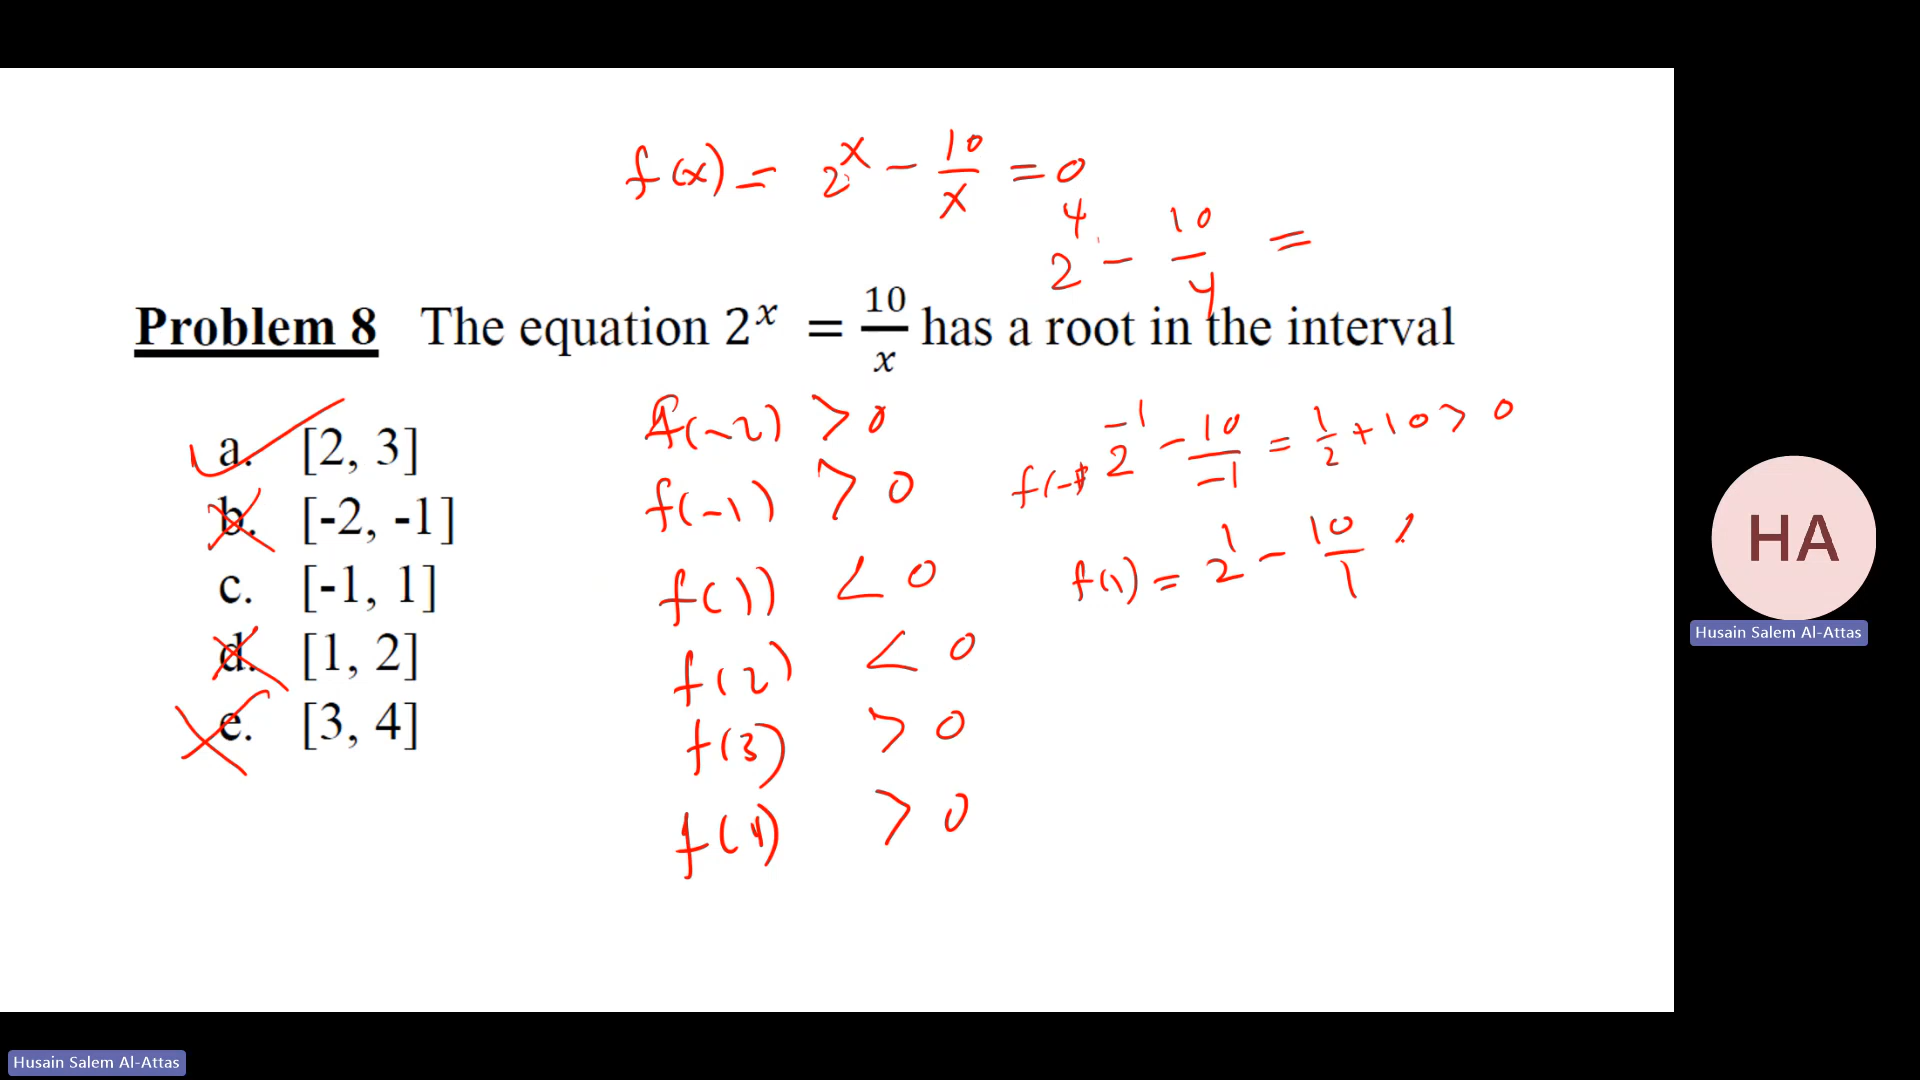 f(x) = 2^x - 10/x = 0
2^4 - 10/4 =
Problem 8 The equation 2^x = 10/x has a root in the interval
a. [2, 3]
b. [-2, -1]
c. [-1, 1]
d. [1, 2]
e. [3, 4]
f(-2) > 0
f(-1) > 0
f(1) < 0
f(2) < 0
f(3) > 0
f(4) > 0
f(-1 2^-1 - 10/-1 = 1/2 + 10 > 0
f(1) = 2^1 - 10/1
HA
Husain Salem Al-Attas
Husain Salem Al-Attas